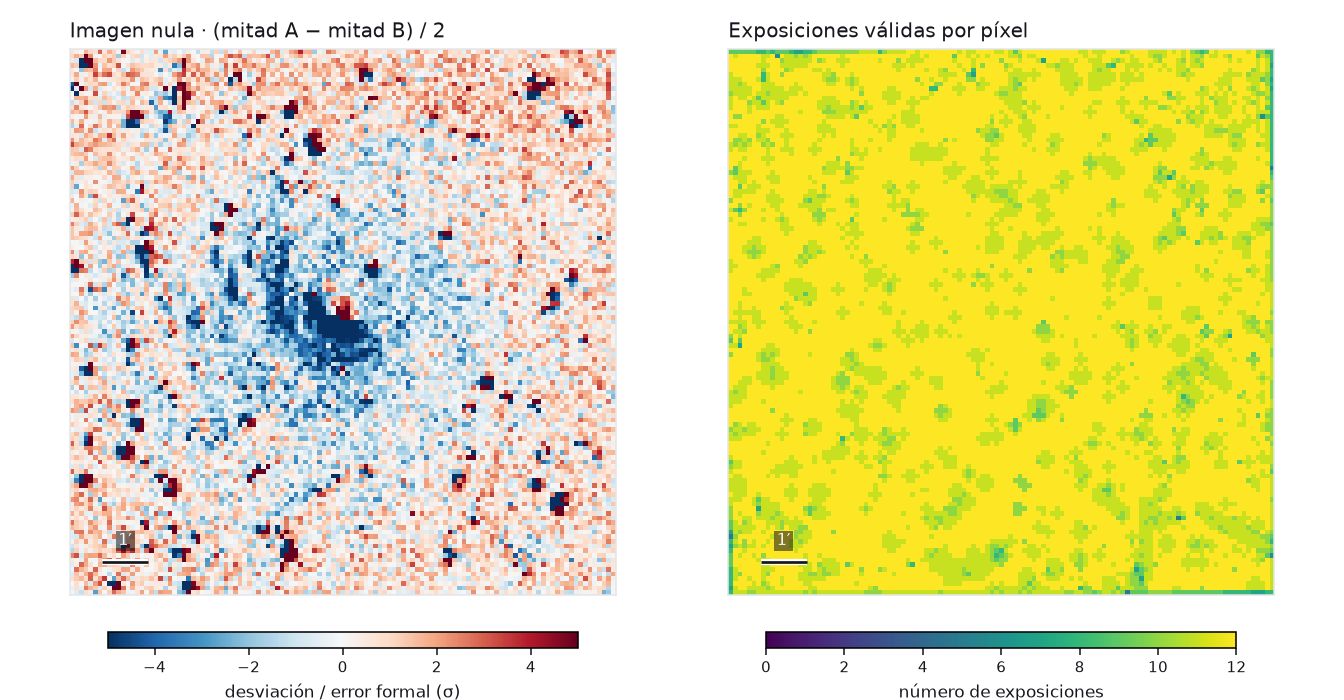 Imagen nula · (mitad A − mitad B) / 2
Exposiciones válidas por píxel
1′
1′
−4 −2 0 2 4
desviación / error formal (σ)
0 2 4 6 8 10 12
número de exposiciones